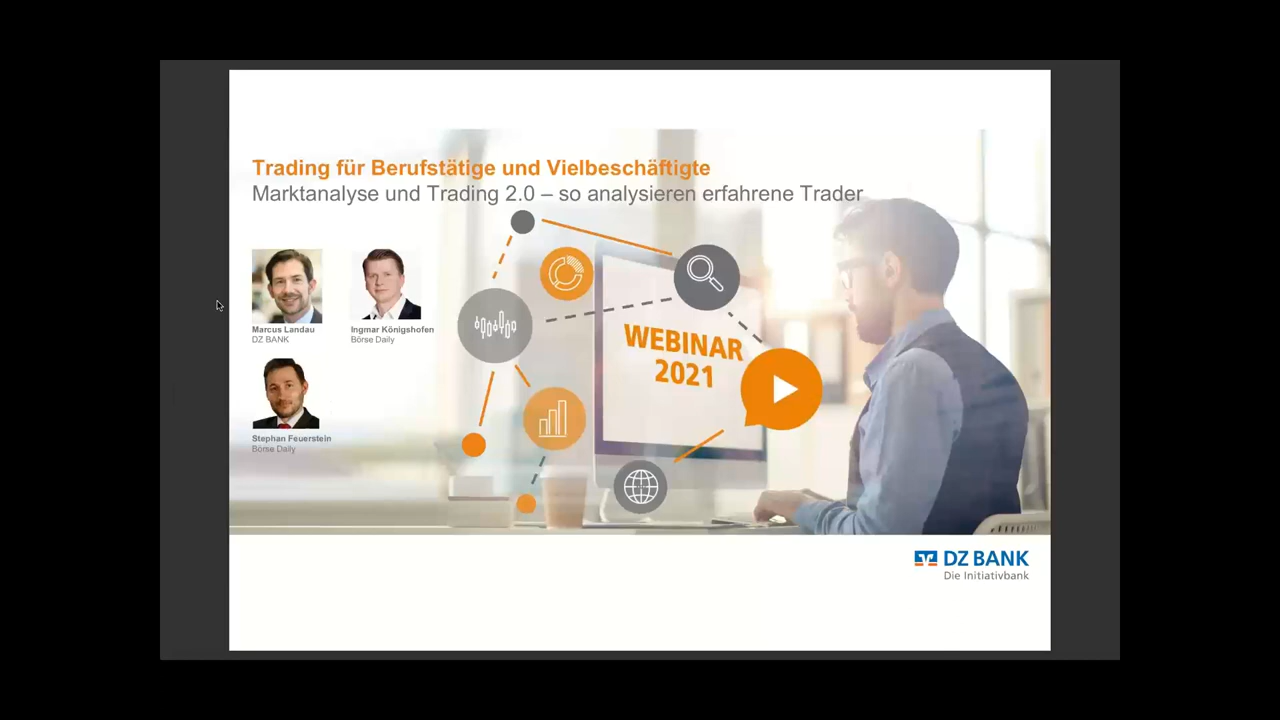 Trading für Berufstätige und Vielbeschäftigte
Marktanalyse und Trading 2.0 – so analysieren erfahrene Trader
Marcus Landau
DZ BANK
Ingmar Königshofen
Börse Daily
Stephan Feuerstein
Börse Daily
WEBINAR
2021
DZ BANK
Die Initiativbank